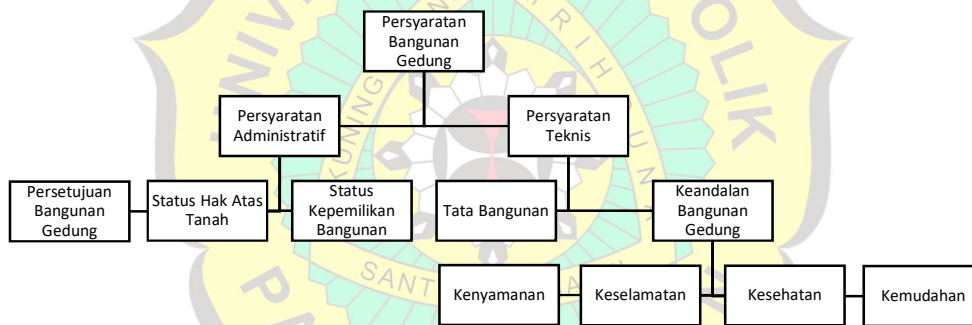 Persyaratan
Bangunan
Gedung
Persyaratan
Administratif
Persyaratan
Teknis
Persetujuan
Bangunan
Gedung
Status Hak Atas
Tanah
Status
Kepemilikan
Bangunan
Tata Bangunan
Keandalan
Bangunan
Gedung
Kenyamanan
Keselamatan
Kesehatan
Kemudahan